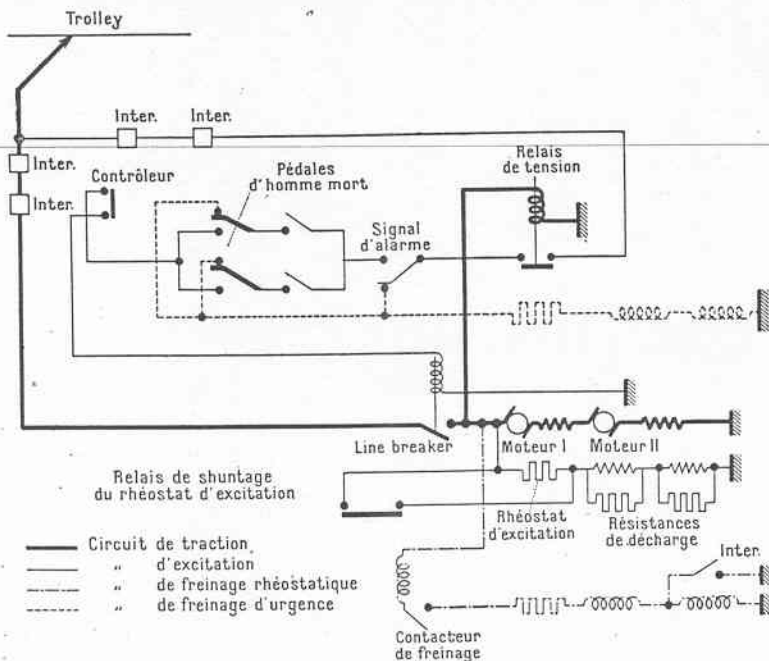 Trolley
Inter.
Inter.
Inter.
Inter.
Contrôleur
Pédales
d'homme mort
Signal
d'alarme
Relais
de tension
Line breaker
Moteur I
Moteur II
Relais de shuntage
du rhéostat d'excitation
Rhéostat
d'excitation
Résistances
de décharge
Circuit de traction
" d'excitation
" de freinage rhéostatique
" de freinage d'urgence
Inter.
Contacteur
de freinage